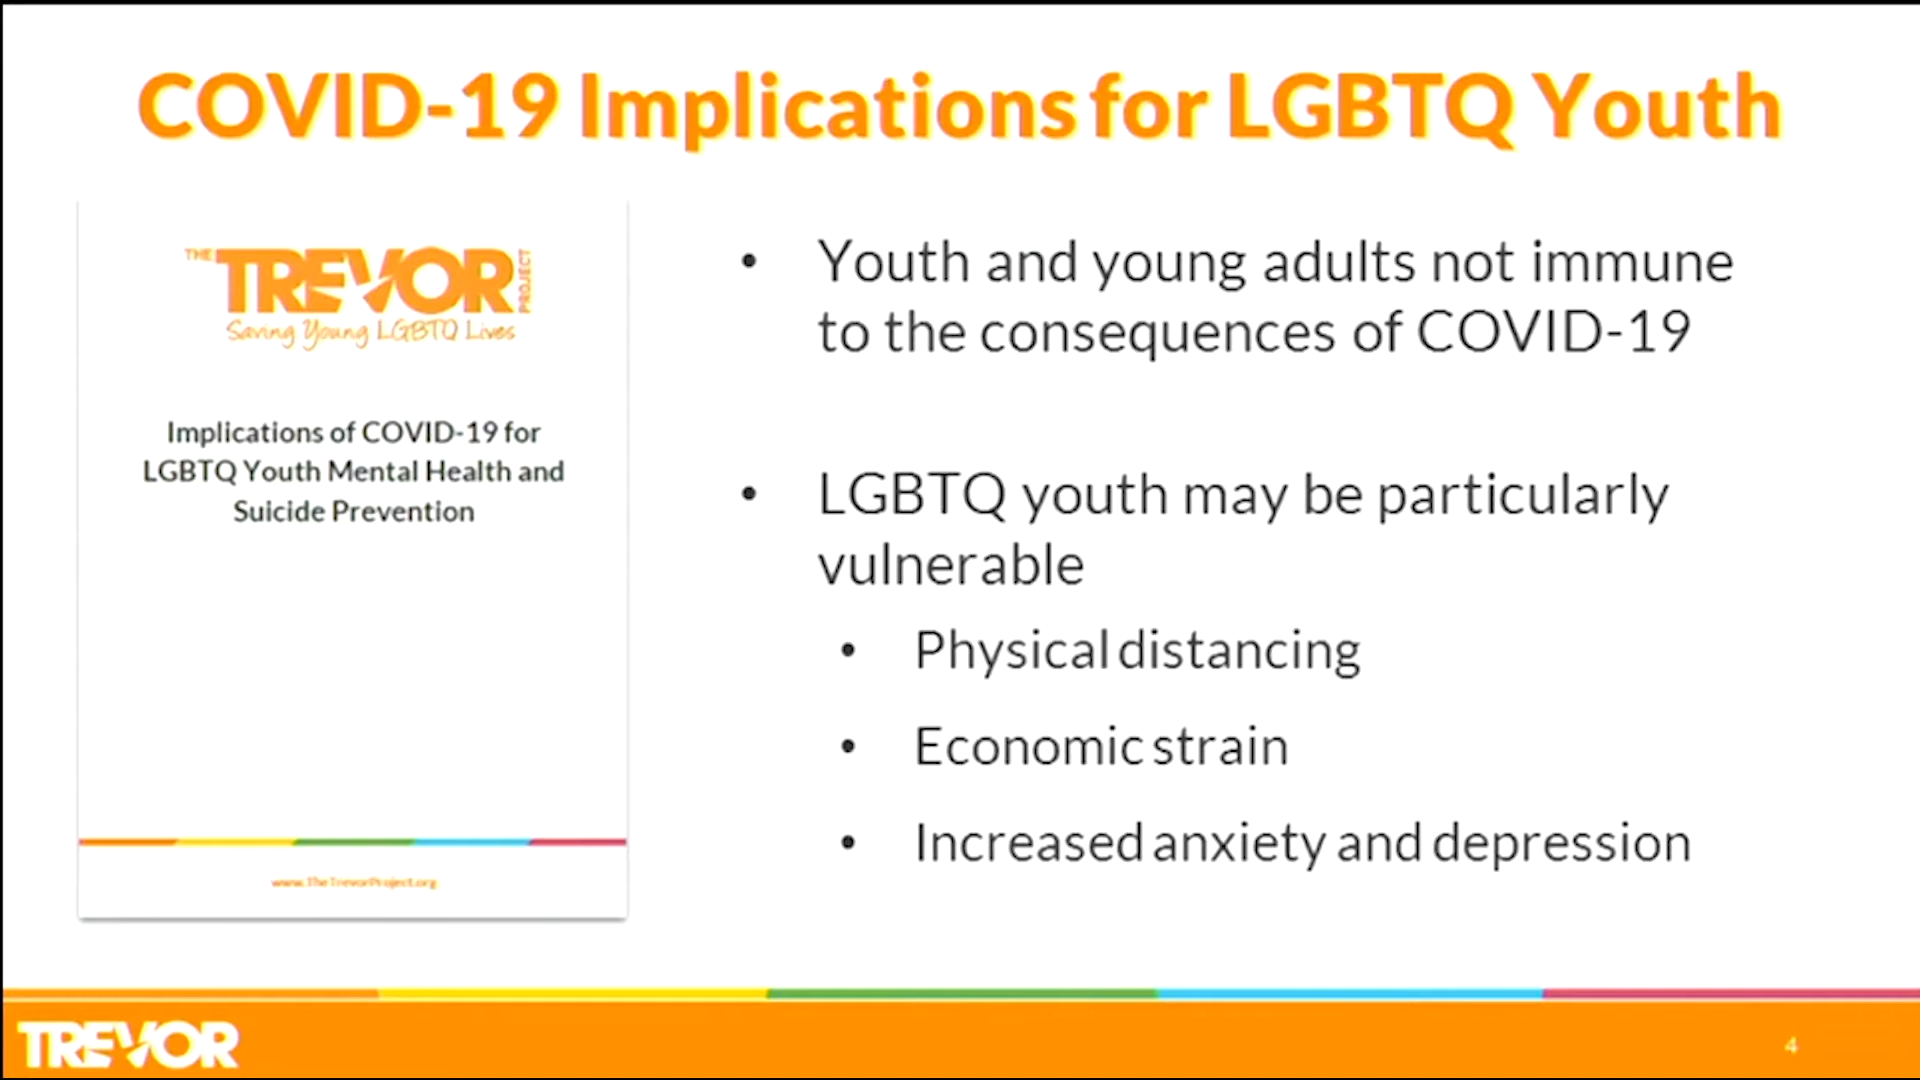 COVID-19 Implications for LGBTQ Youth
THE TREVOR PROJECT
Saving Young LGBTQ Lives
Implications of COVID-19 for
LGBTQ Youth Mental Health and
Suicide Prevention
www.TheTrevorProject.org
• Youth and young adults not immune
to the consequences of COVID-19
• LGBTQ youth may be particularly
vulnerable
• Physical distancing
• Economic strain
• Increased anxiety and depression
TREVOR
4